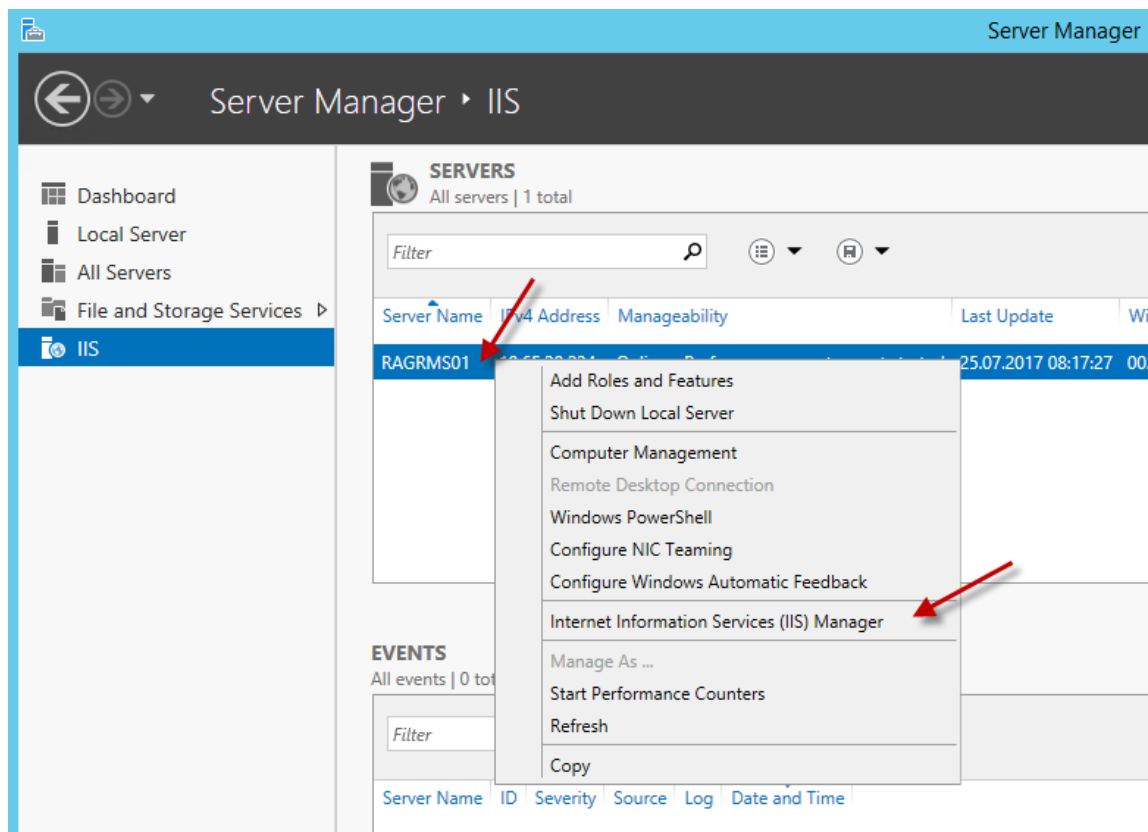 Server Manager
Server Manager ‣ IIS
Dashboard
Local Server
All Servers
File and Storage Services
IIS
SERVERS
All servers | 1 total
Filter
Server Name IPv4 Address Manageability Last Update
RAGRMS01 25.07.2017 08:17:27
Add Roles and Features
Shut Down Local Server
Computer Management
Remote Desktop Connection
Windows PowerShell
Configure NIC Teaming
Configure Windows Automatic Feedback
Internet Information Services (IIS) Manager
Manage As ...
Start Performance Counters
Refresh
Copy
EVENTS
All events | 0
Filter
Server Name ID Severity Source Log Date and Time